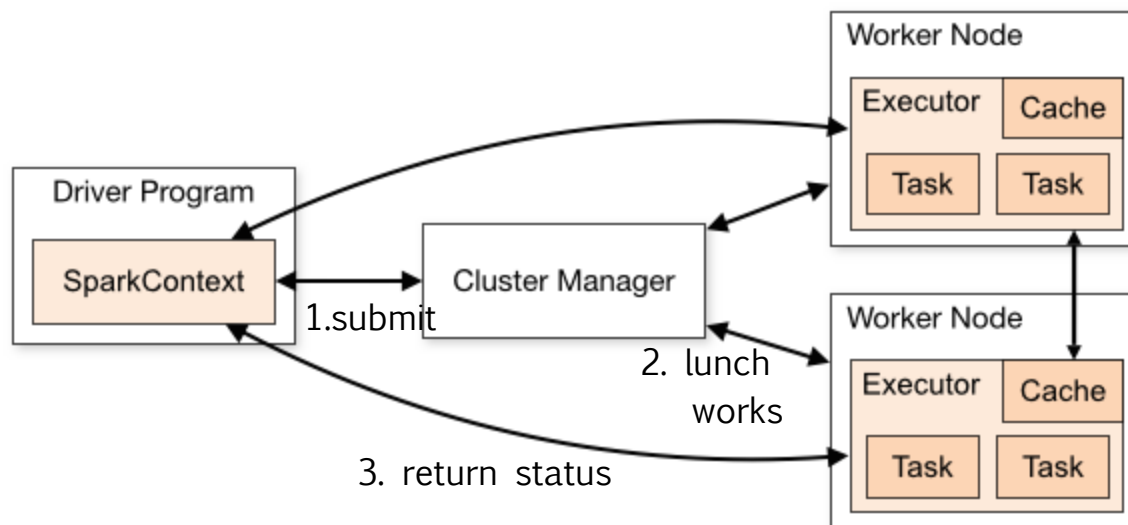 Worker Node
Executor
Cache
Task
Task
Driver Program
SparkContext
Cluster Manager
1.submit
2. lunch
works
Worker Node
Executor
Cache
Task
Task
3. return status